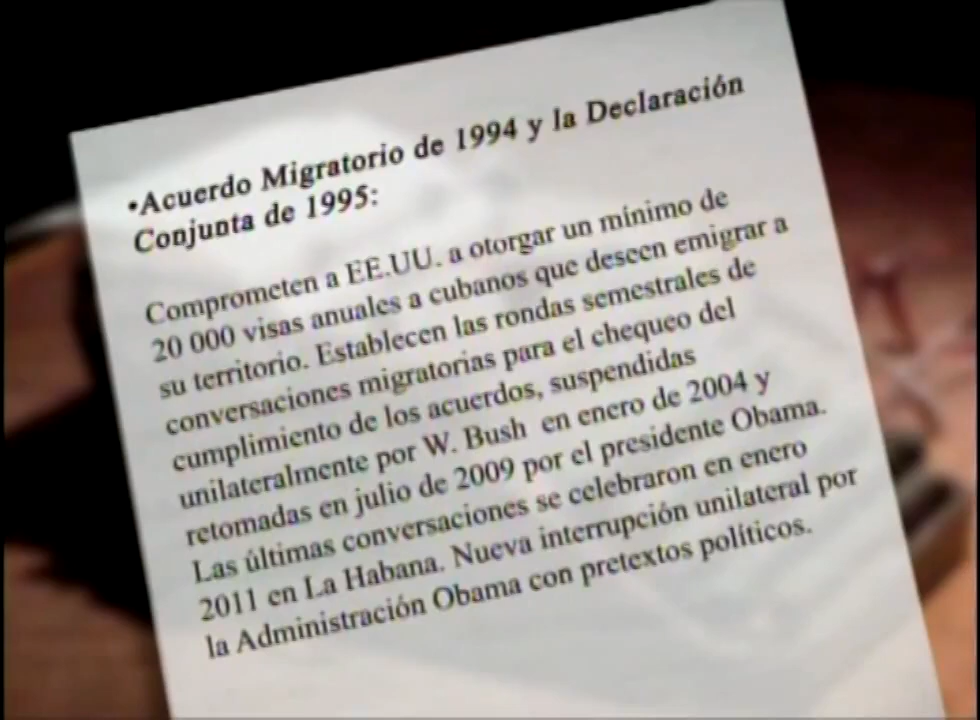 •Acuerdo Migratorio de 1994 y la Declaración
Conjunta de 1995:
Comprometen a EE.UU. a otorgar un mínimo de
20 000 visas anuales a cubanos que deseen emigrar a
su territorio. Establecen las rondas semestrales de
conversaciones migratorias para el chequeo del
cumplimiento de los acuerdos, suspendidas
unilateralmente por W. Bush en enero de 2004 y
retomadas en julio de 2009 por el presidente Obama.
Las últimas conversaciones se celebraron en enero
2011 en La Habana. Nueva interrupción unilateral por
la Administración Obama con pretextos políticos.